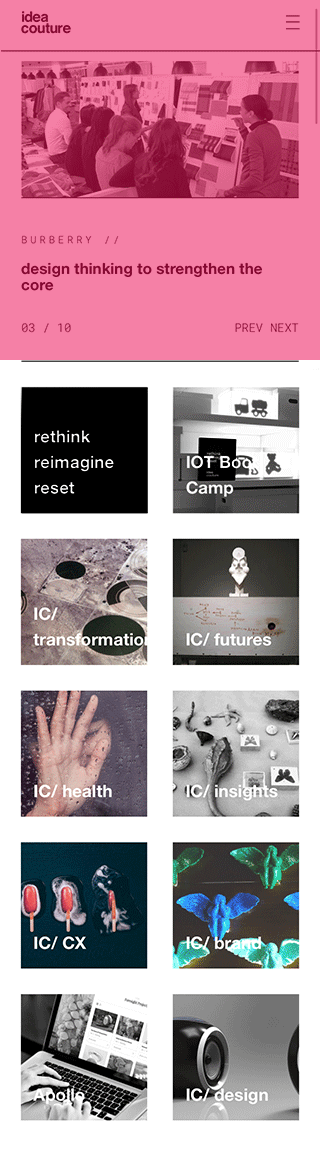 idea
couture
BURBERRY //
design thinking to strengthen the
core
03 / 10
PREV NEXT
rethink
reimagine
reset
IOT Boo
Camp
IC/
transformation
IC/ futures
IC/ health
IC/ insights
IC/ CX
IC/ brand
Apollo
IC/ design